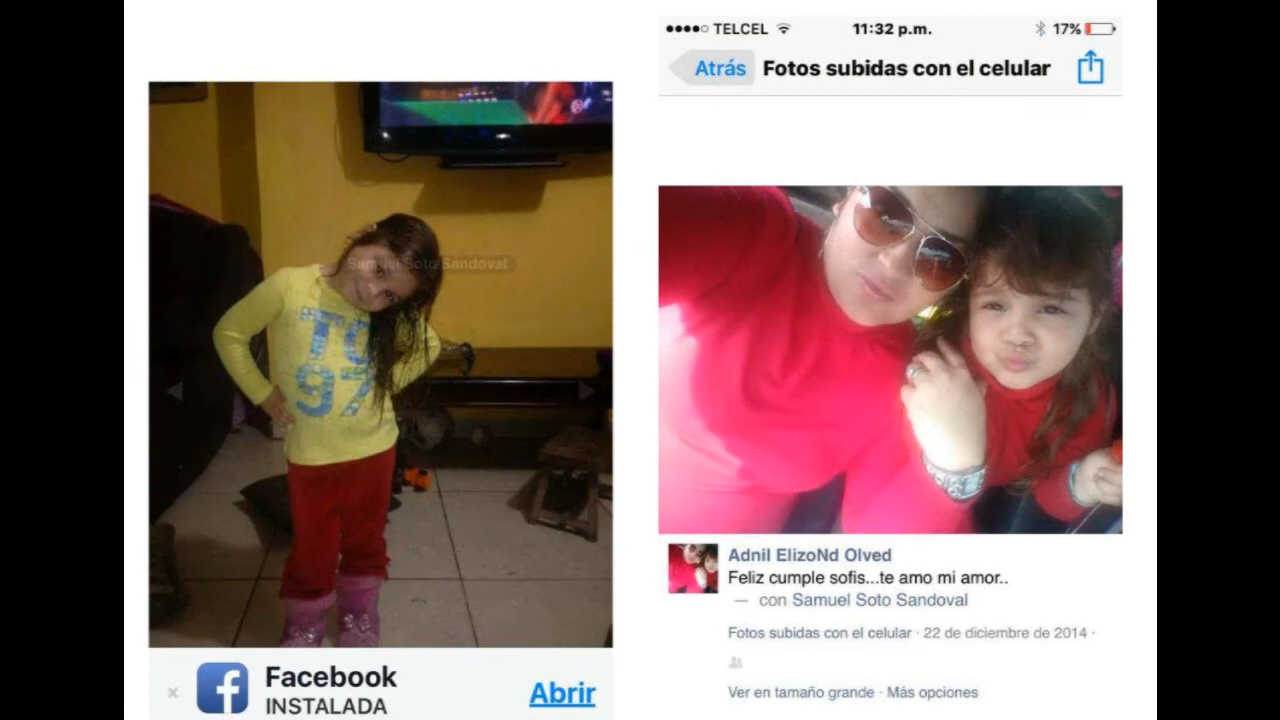 Samuel Soto Sandoval
TO
97
Facebook
INSTALADA
Abrir
TELCEL
11:32 p.m.
17%
Atrás
Fotos subidas con el celular
Adnil ElizoNd Olved
Feliz cumple sofis...te amo mi amor..
— con Samuel Soto Sandoval
Fotos subidas con el celular · 22 de diciembre de 2014 ·
Ver en tamaño grande · Más opciones